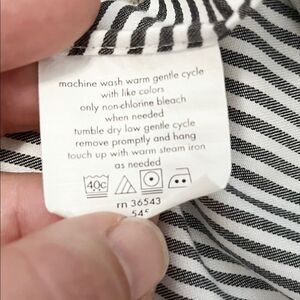 machine wash warm gentle cycle
with like colors
only non-chlorine bleach
when needed
tumble dry law gentle cycle
remove promptly and hang
touch up with warm steam iron
as needed
40c
rn 36543